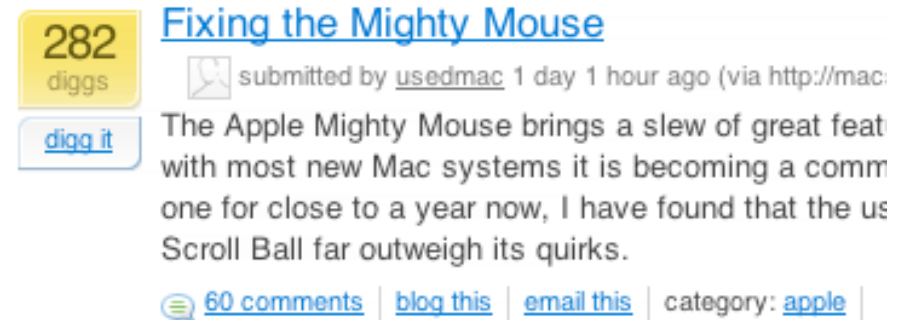 282
diggs
digg it
Fixing the Mighty Mouse
submitted by usedmac 1 day 1 hour ago (via http://mac
The Apple Mighty Mouse brings a slew of great feat
with most new Mac systems it is becoming a comm
one for close to a year now, I have found that the us
Scroll Ball far outweigh its quirks.
60 comments | blog this | email this | category: apple |